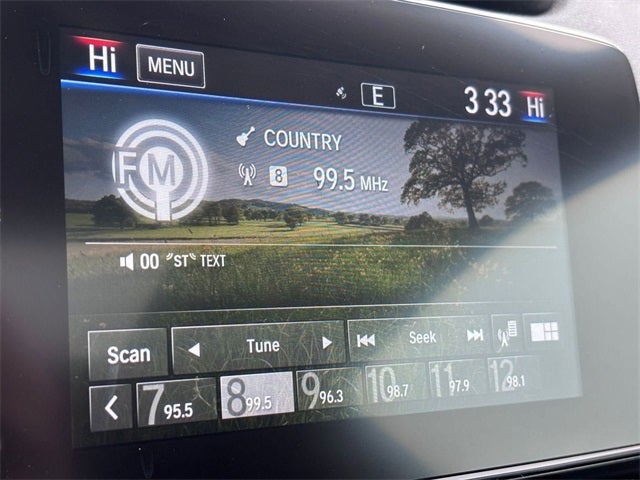 Hi MENU E 3 33 Hi
FM COUNTRY
8 99.5 MHz
00 "ST" TEXT
Scan Tune Seek
7 95.5 8 99.5 9 96.3 10 98.7 11 97.9 12 98.1